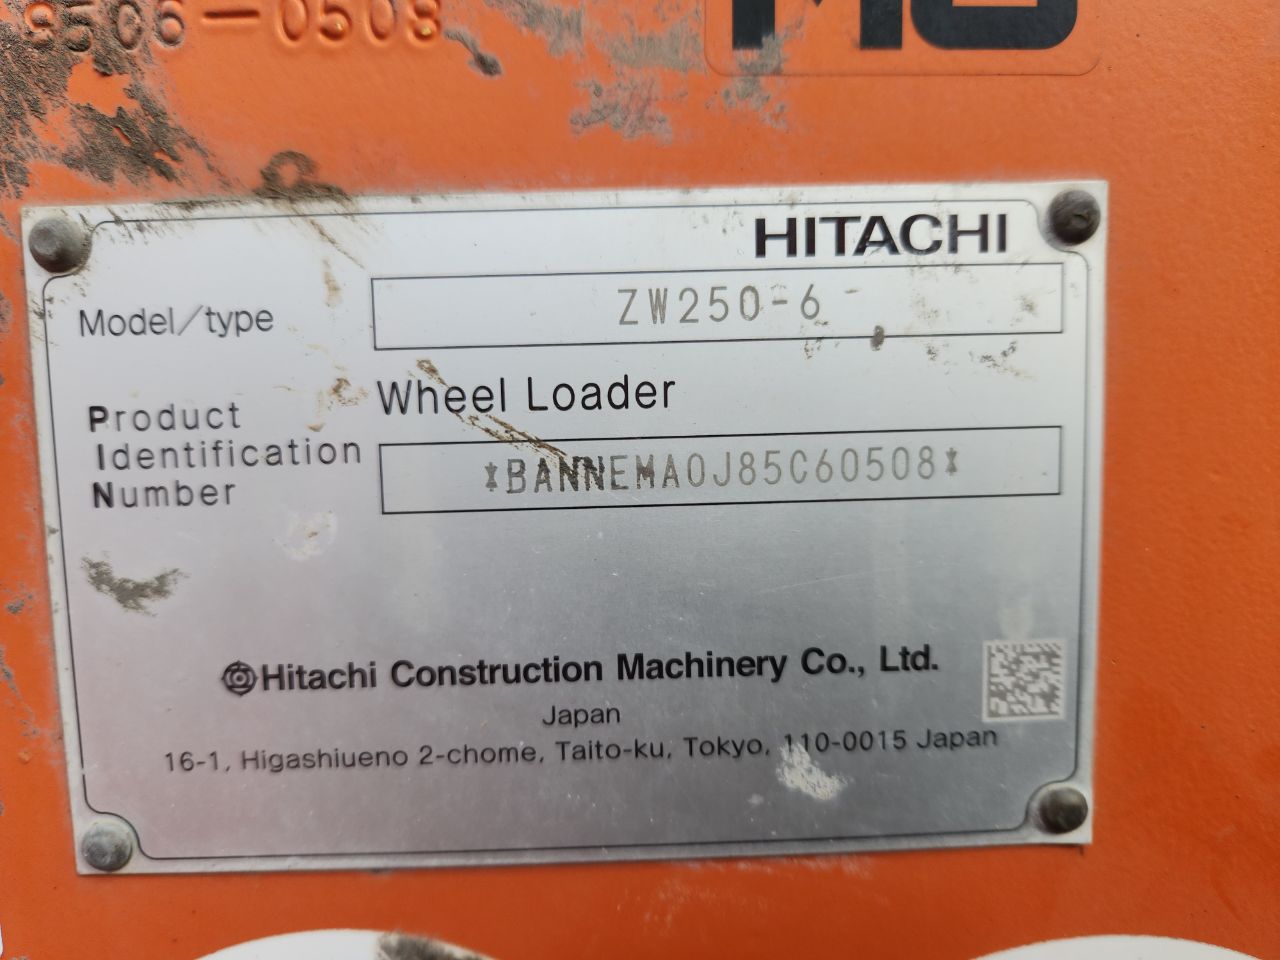 8506-0508
HITACHI
Model/type
ZW250-6
Wheel Loader
Product
Identification
Number
*BANNEMA0J85C60508*
Hitachi Construction Machinery Co., Ltd.
Japan
16-1, Higashiueno 2-chome, Taito-ku, Tokyo, 110-0015 Japan